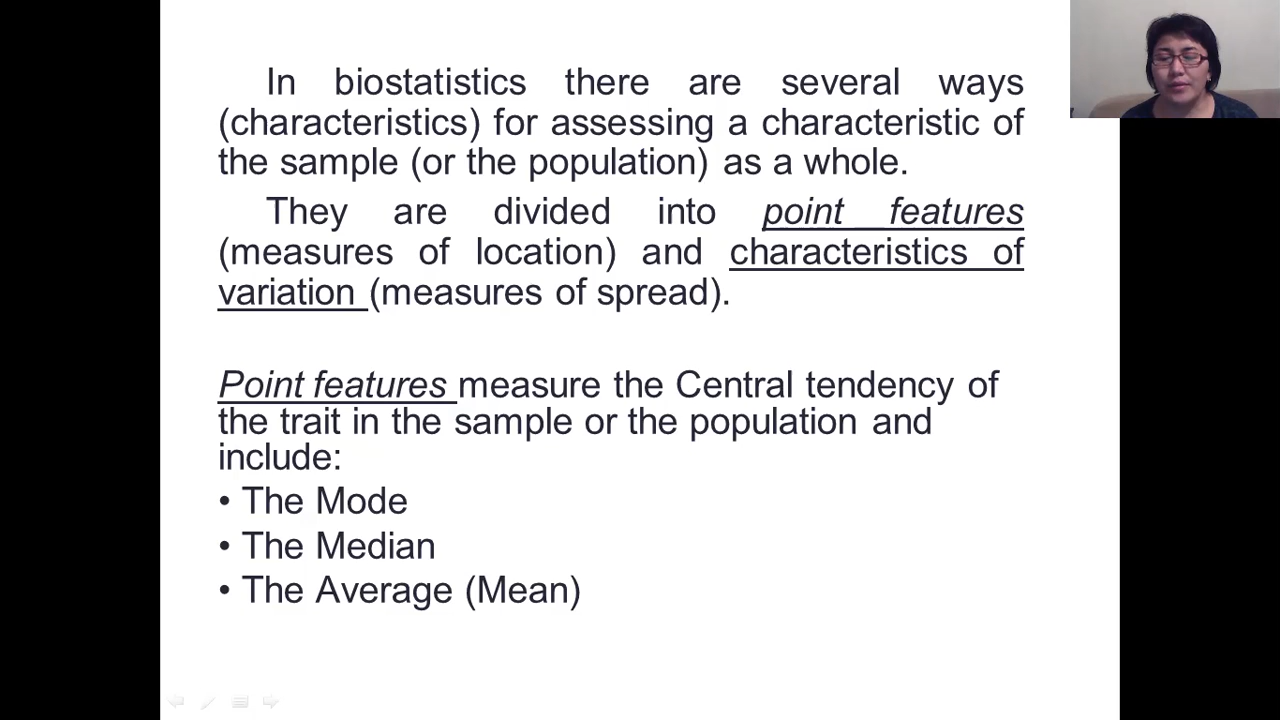 In biostatistics there are several ways
(characteristics) for assessing a characteristic of
the sample (or the population) as a whole.
They are divided into point features
(measures of location) and characteristics of
variation (measures of spread).
Point features measure the Central tendency of
the trait in the sample or the population and
include:
• The Mode
• The Median
• The Average (Mean)